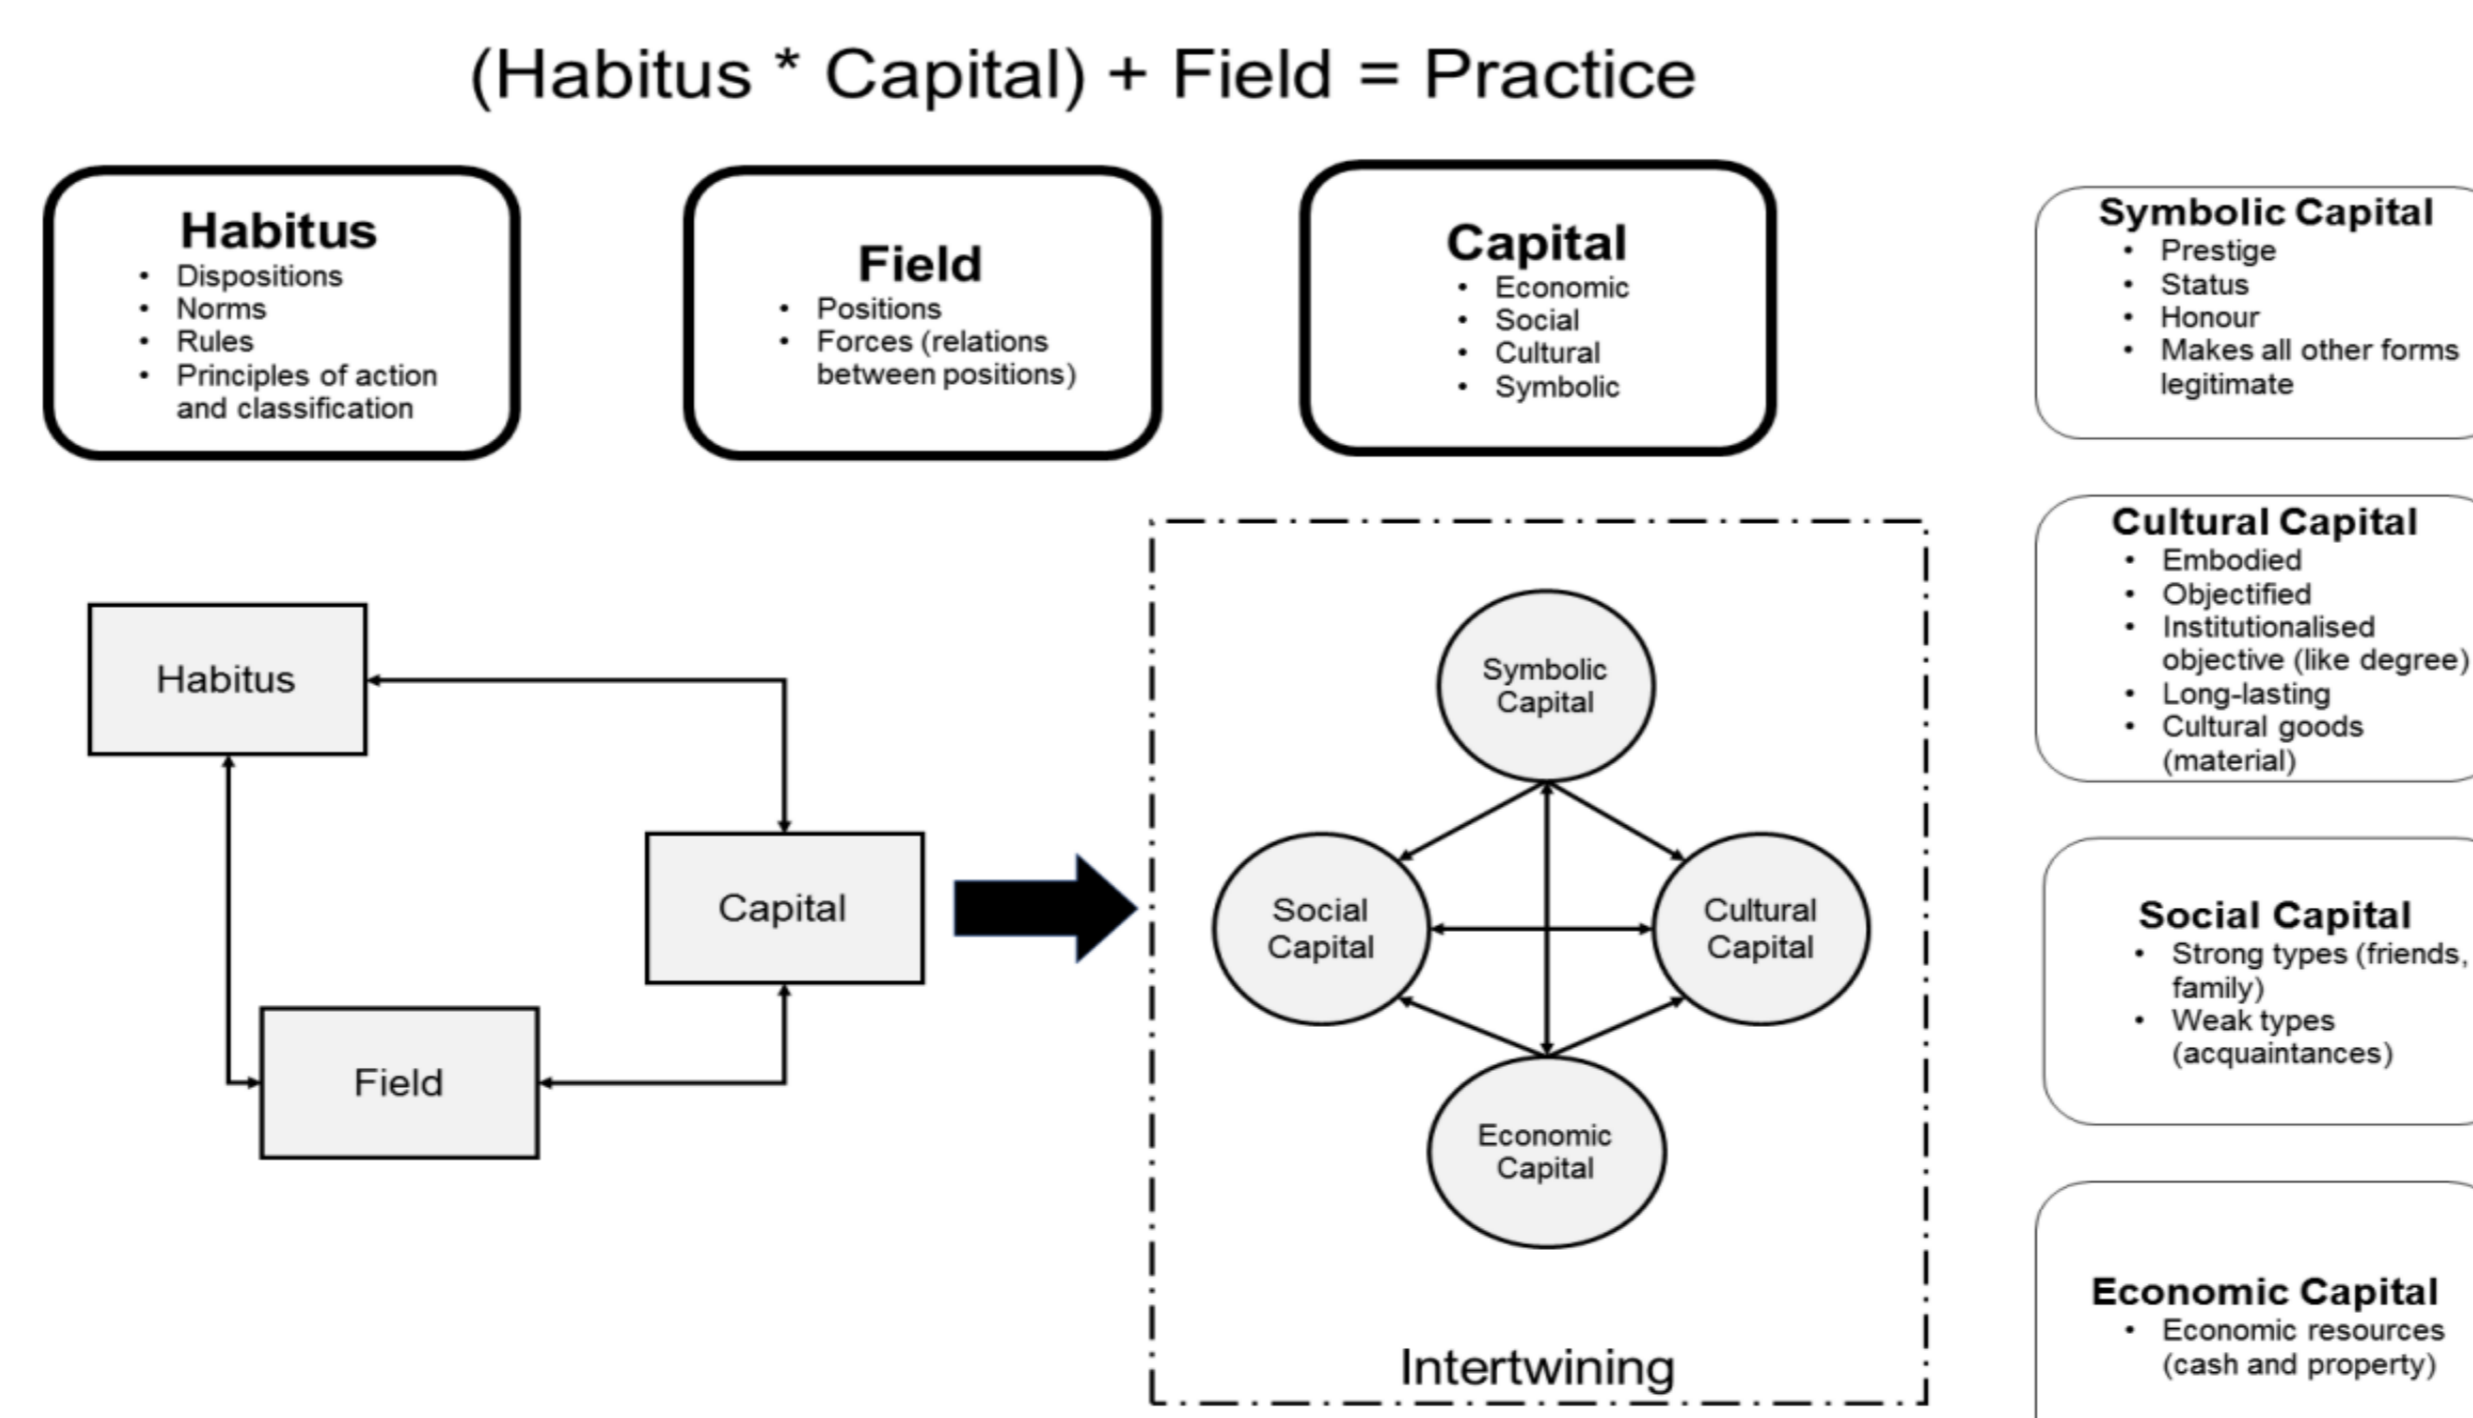 (Habitus * Capital) + Field = Practice
Habitus
• Dispositions
• Norms
• Rules
• Principles of action
and classification
Field
• Positions
• Forces (relations
between positions)
Capital
• Economic
• Social
• Cultural
• Symbolic
Symbolic Capital
• Prestige
• Status
• Honour
• Makes all other forms
legitimate
Cultural Capital
• Embodied
• Objectified
• Institutionalised
objective (like degree)
• Long-lasting
• Cultural goods
(material)
Social Capital
• Strong types (friends,
family)
• Weak types
(acquaintances)
Economic Capital
• Economic resources
(cash and property)
Habitus
Capital
Field
Symbolic
Capital
Social
Capital
Cultural
Capital
Economic
Capital
Intertwining